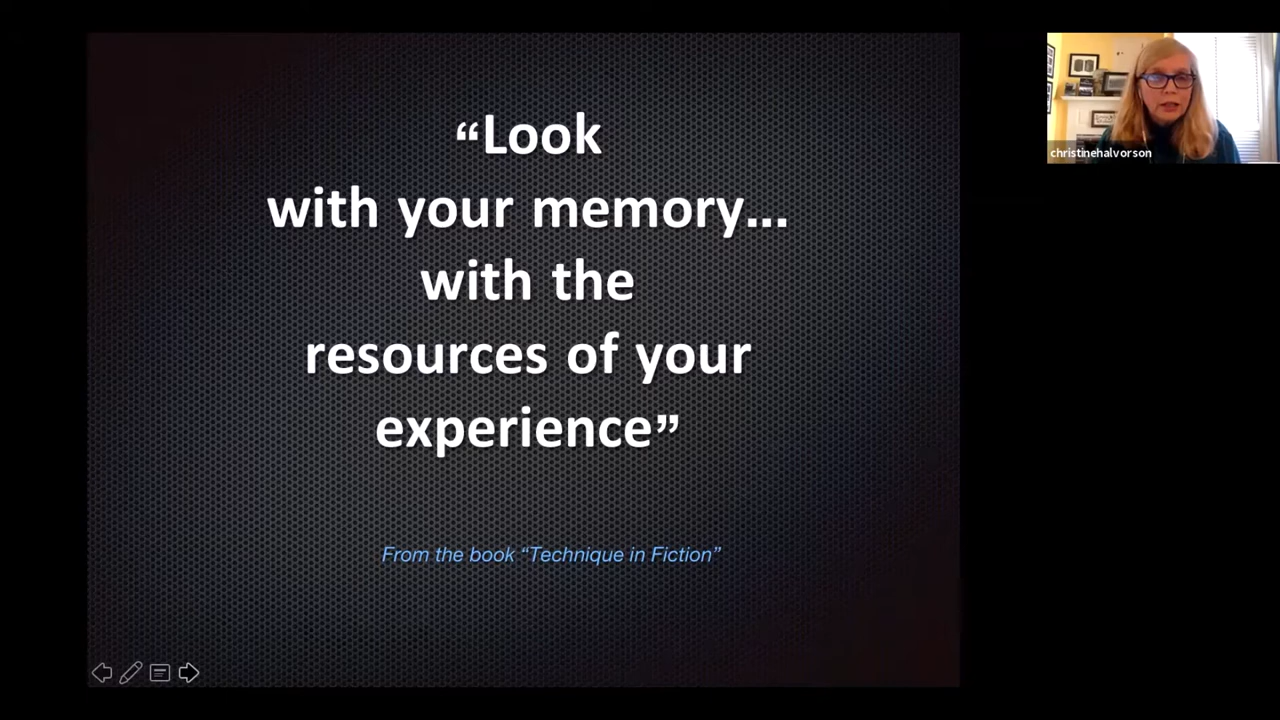 “Look
with your memory...
with the
resources of your
experience”
From the book “Technique in Fiction”
christinehalvorson